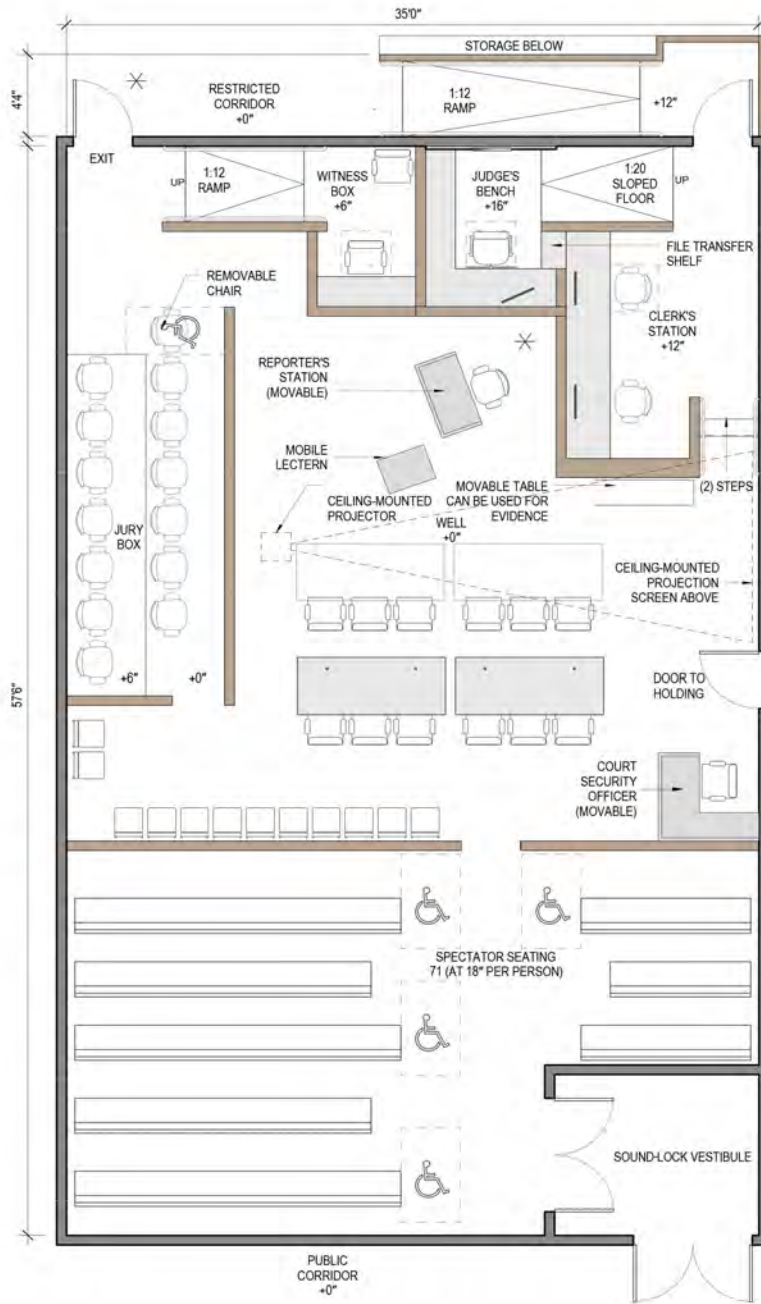 35'0"
STORAGE BELOW
4'4"
RESTRICTED
CORRIDOR
+0"
1:12
RAMP
+12"
EXIT
UP
1:12
RAMP
WITNESS
BOX
+6"
JUDGE'S
BENCH
+16"
1:20
SLOPED
FLOOR
UP
FILE TRANSFER
SHELF
REMOVABLE
CHAIR
CLERK'S
STATION
+12"
REPORTER'S
STATION
(MOVABLE)
MOBILE
LECTERN
CEILING-MOUNTED
PROJECTOR
MOVABLE TABLE
CAN BE USED FOR
EVIDENCE
(2) STEPS
WELL
+0"
JURY
BOX
CEILING-MOUNTED
PROJECTION
SCREEN ABOVE
+6"
+0"
57'6"
DOOR TO
HOLDING
COURT
SECURITY
OFFICER
(MOVABLE)
SPECTATOR SEATING
71 (AT 18" PER PERSON)
SOUND-LOCK VESTIBULE
PUBLIC
CORRIDOR
+0"